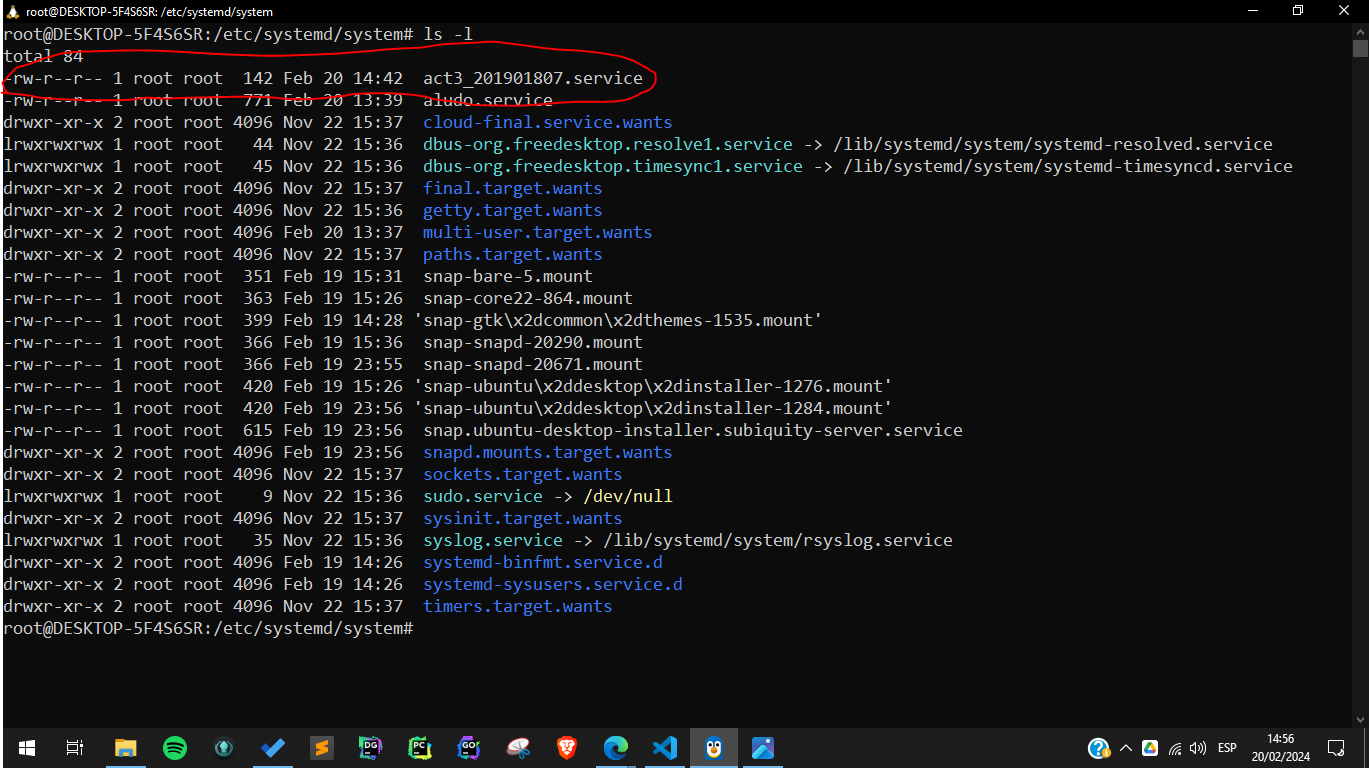 root@DESKTOP-5F4S6SR: /etc/systemd/system
root@DESKTOP-5F4S6SR:/etc/systemd/system# ls -l
total 84
-rw-r--r-- 1 root root  142 Feb 20 14:42  act3_201901807.service
-rw-r--r-- 1 root root  771 Feb 20 13:39  aludo.service
drwxr-xr-x 2 root root 4096 Nov 22 15:37  cloud-final.service.wants
lrwxrwxrwx 1 root root   44 Nov 22 15:36  dbus-org.freedesktop.resolve1.service -> /lib/systemd/system/systemd-resolved.service
lrwxrwxrwx 1 root root   45 Nov 22 15:36  dbus-org.freedesktop.timesync1.service -> /lib/systemd/system/systemd-timesyncd.service
drwxr-xr-x 2 root root 4096 Nov 22 15:37  final.target.wants
drwxr-xr-x 2 root root 4096 Nov 22 15:36  getty.target.wants
drwxr-xr-x 2 root root 4096 Feb 20 13:37  multi-user.target.wants
drwxr-xr-x 2 root root 4096 Nov 22 15:37  paths.target.wants
-rw-r--r-- 1 root root  351 Feb 19 15:31  snap-bare-5.mount
-rw-r--r-- 1 root root  363 Feb 19 15:26  snap-core22-864.mount
-rw-r--r-- 1 root root  399 Feb 19 14:28 'snap-gtk\x2dcommon\x2dthemes-1535.mount'
-rw-r--r-- 1 root root  366 Feb 19 15:36  snap-snapd-20290.mount
-rw-r--r-- 1 root root  366 Feb 19 23:55  snap-snapd-20671.mount
-rw-r--r-- 1 root root  420 Feb 19 15:26 'snap-ubuntu\x2ddesktop\x2dinstaller-1276.mount'
-rw-r--r-- 1 root root  420 Feb 19 23:56 'snap-ubuntu\x2ddesktop\x2dinstaller-1284.mount'
-rw-r--r-- 1 root root  615 Feb 19 23:56  snap.ubuntu-desktop-installer.subiquity-server.service
drwxr-xr-x 2 root root 4096 Feb 19 23:56  snapd.mounts.target.wants
drwxr-xr-x 2 root root 4096 Nov 22 15:37  sockets.target.wants
lrwxrwxrwx 1 root root    9 Nov 22 15:36  sudo.service -> /dev/null
drwxr-xr-x 2 root root 4096 Nov 22 15:37  sysinit.target.wants
lrwxrwxrwx 1 root root   35 Nov 22 15:36  syslog.service -> /lib/systemd/system/rsyslog.service
drwxr-xr-x 2 root root 4096 Feb 19 14:26  systemd-binfmt.service.d
drwxr-xr-x 2 root root 4096 Feb 19 14:26  systemd-sysusers.service.d
drwxr-xr-x 2 root root 4096 Nov 22 15:37  timers.target.wants
root@DESKTOP-5F4S6SR:/etc/systemd/system#
DG
PC
GO
ESP
14:56
20/02/2024